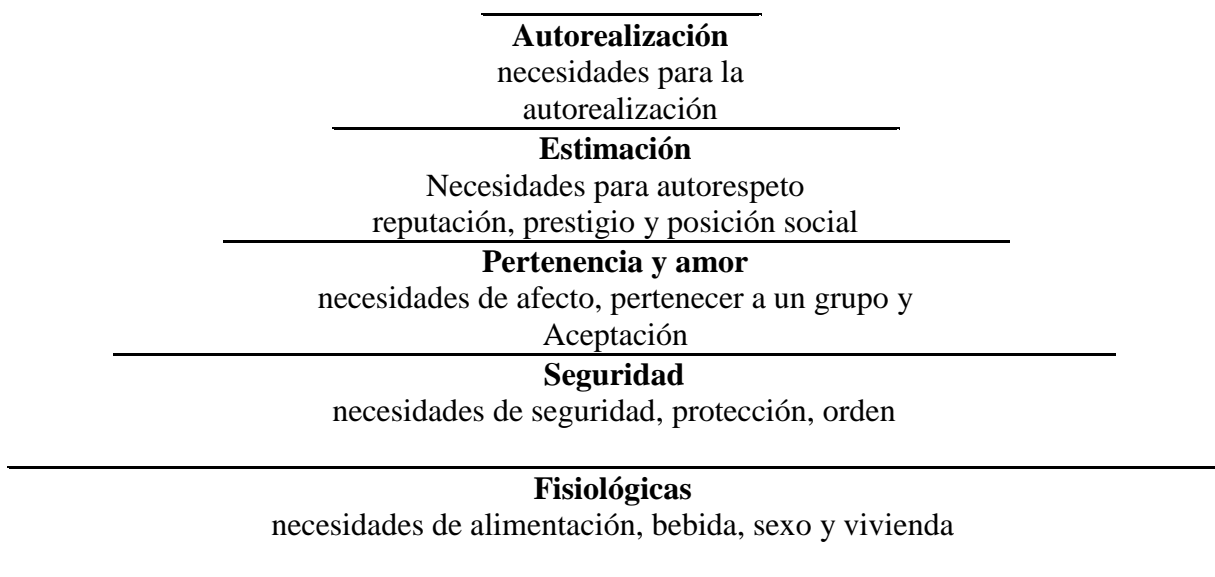 Autorealización
necesidades para la
autorealización
Estimación
Necesidades para autorespeto
reputación, prestigio y posición social
Pertenencia y amor
necesidades de afecto, pertenecer a un grupo y
Aceptación
Seguridad
necesidades de seguridad, protección, orden
Fisiológicas
necesidades de alimentación, bebida, sexo y vivienda